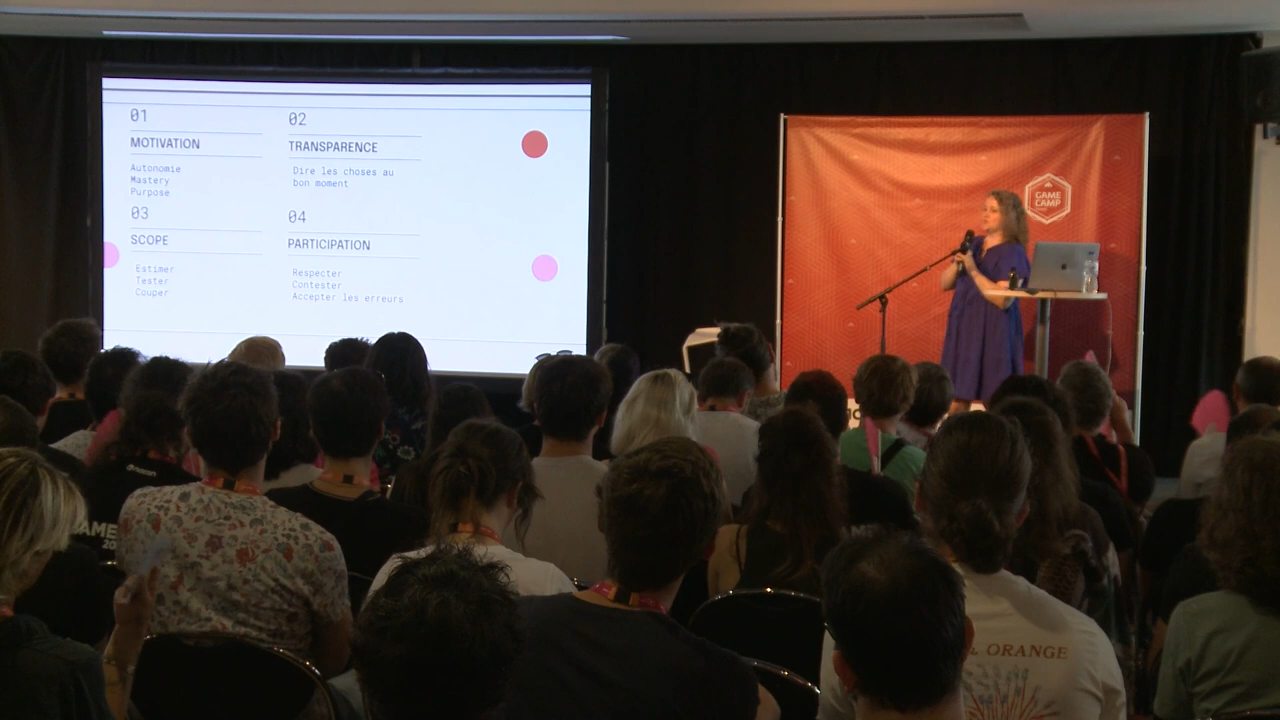 01
MOTIVATION
Autonomie
Mastery
Purpose
02
TRANSPARENCE
Dire les choses au
bon moment
03
SCOPE
Estimer
Tester
Couper
04
PARTICIPATION
Respecter
Contester
Accepter les erreurs
GAME
CAMP
ORANGE